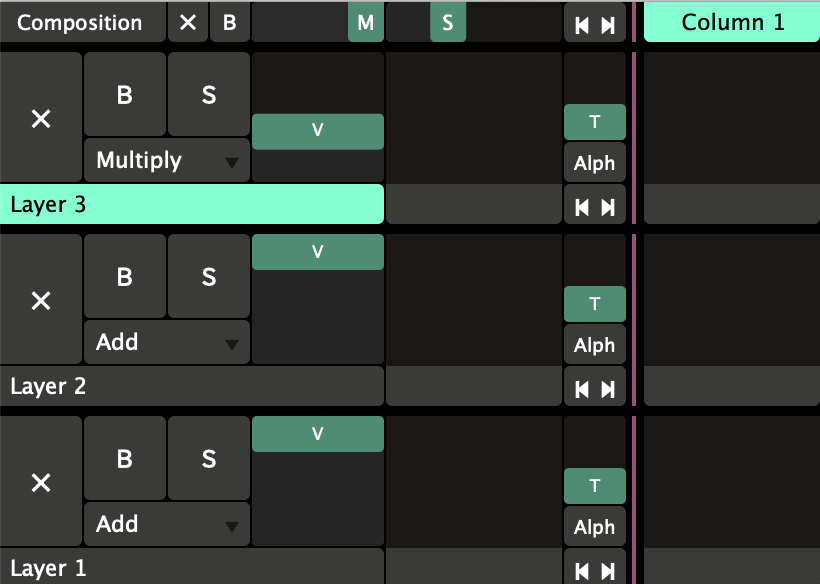 Composition × B M S Column 1
× B S V T
Multiply Alph
Layer 3
× B S V T
Add Alph
Layer 2
× B S V T
Add Alph
Layer 1